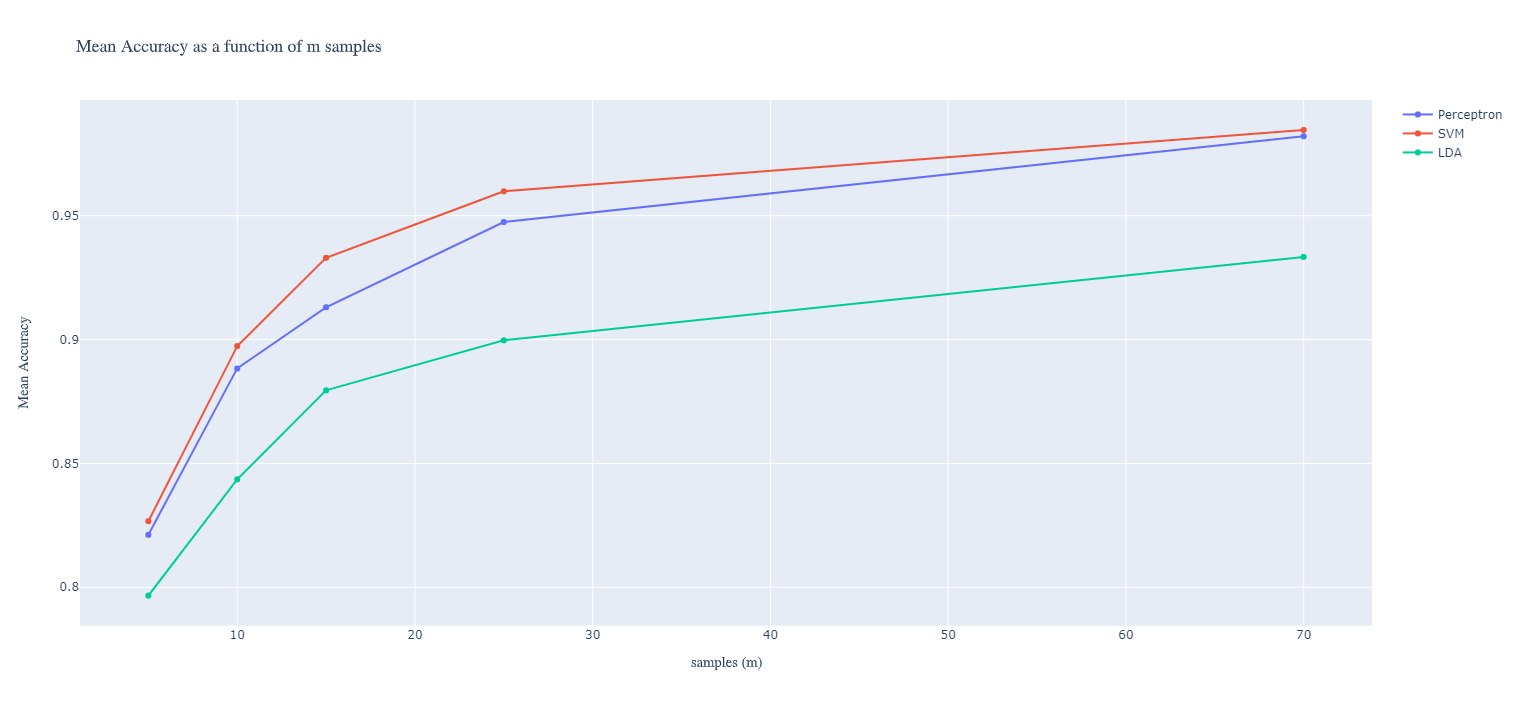 Mean Accuracy as a function of m samples
Perceptron
SVM
LDA
0.95
0.9
0.85
0.8
Mean Accuracy
10 20 30 40 50 60 70
samples (m)